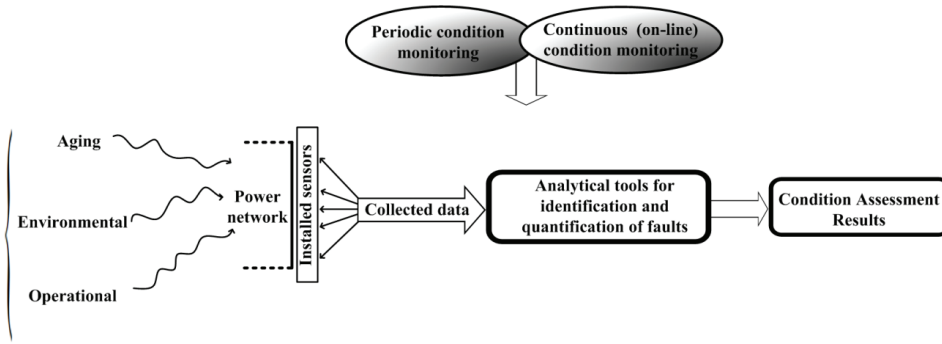 Periodic condition
monitoring
Continuous (on-line)
condition monitoring
Aging
Environmental
Operational
Power
network
Installed sensors
Collected data
Analytical tools for
identification and
quantification of faults
Condition Assessment
Results